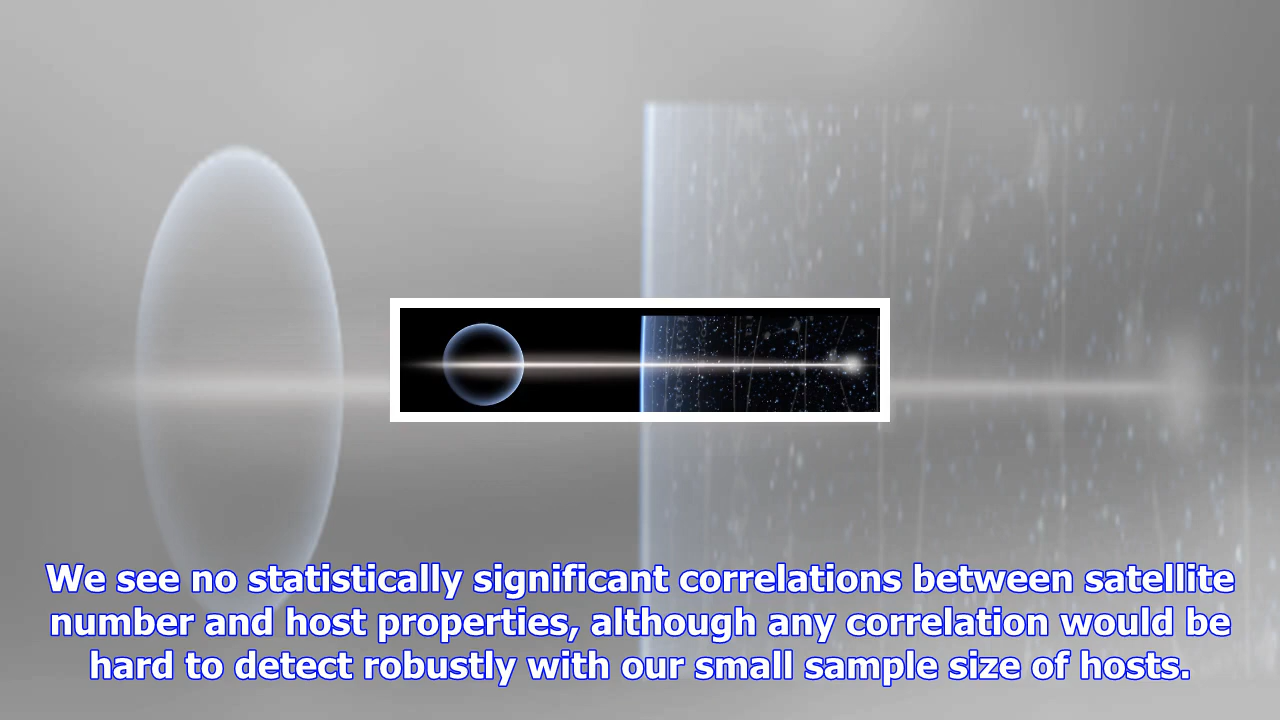 We see no statistically significant correlations between satellite
number and host properties, although any correlation would be
hard to detect robustly with our small sample size of hosts.